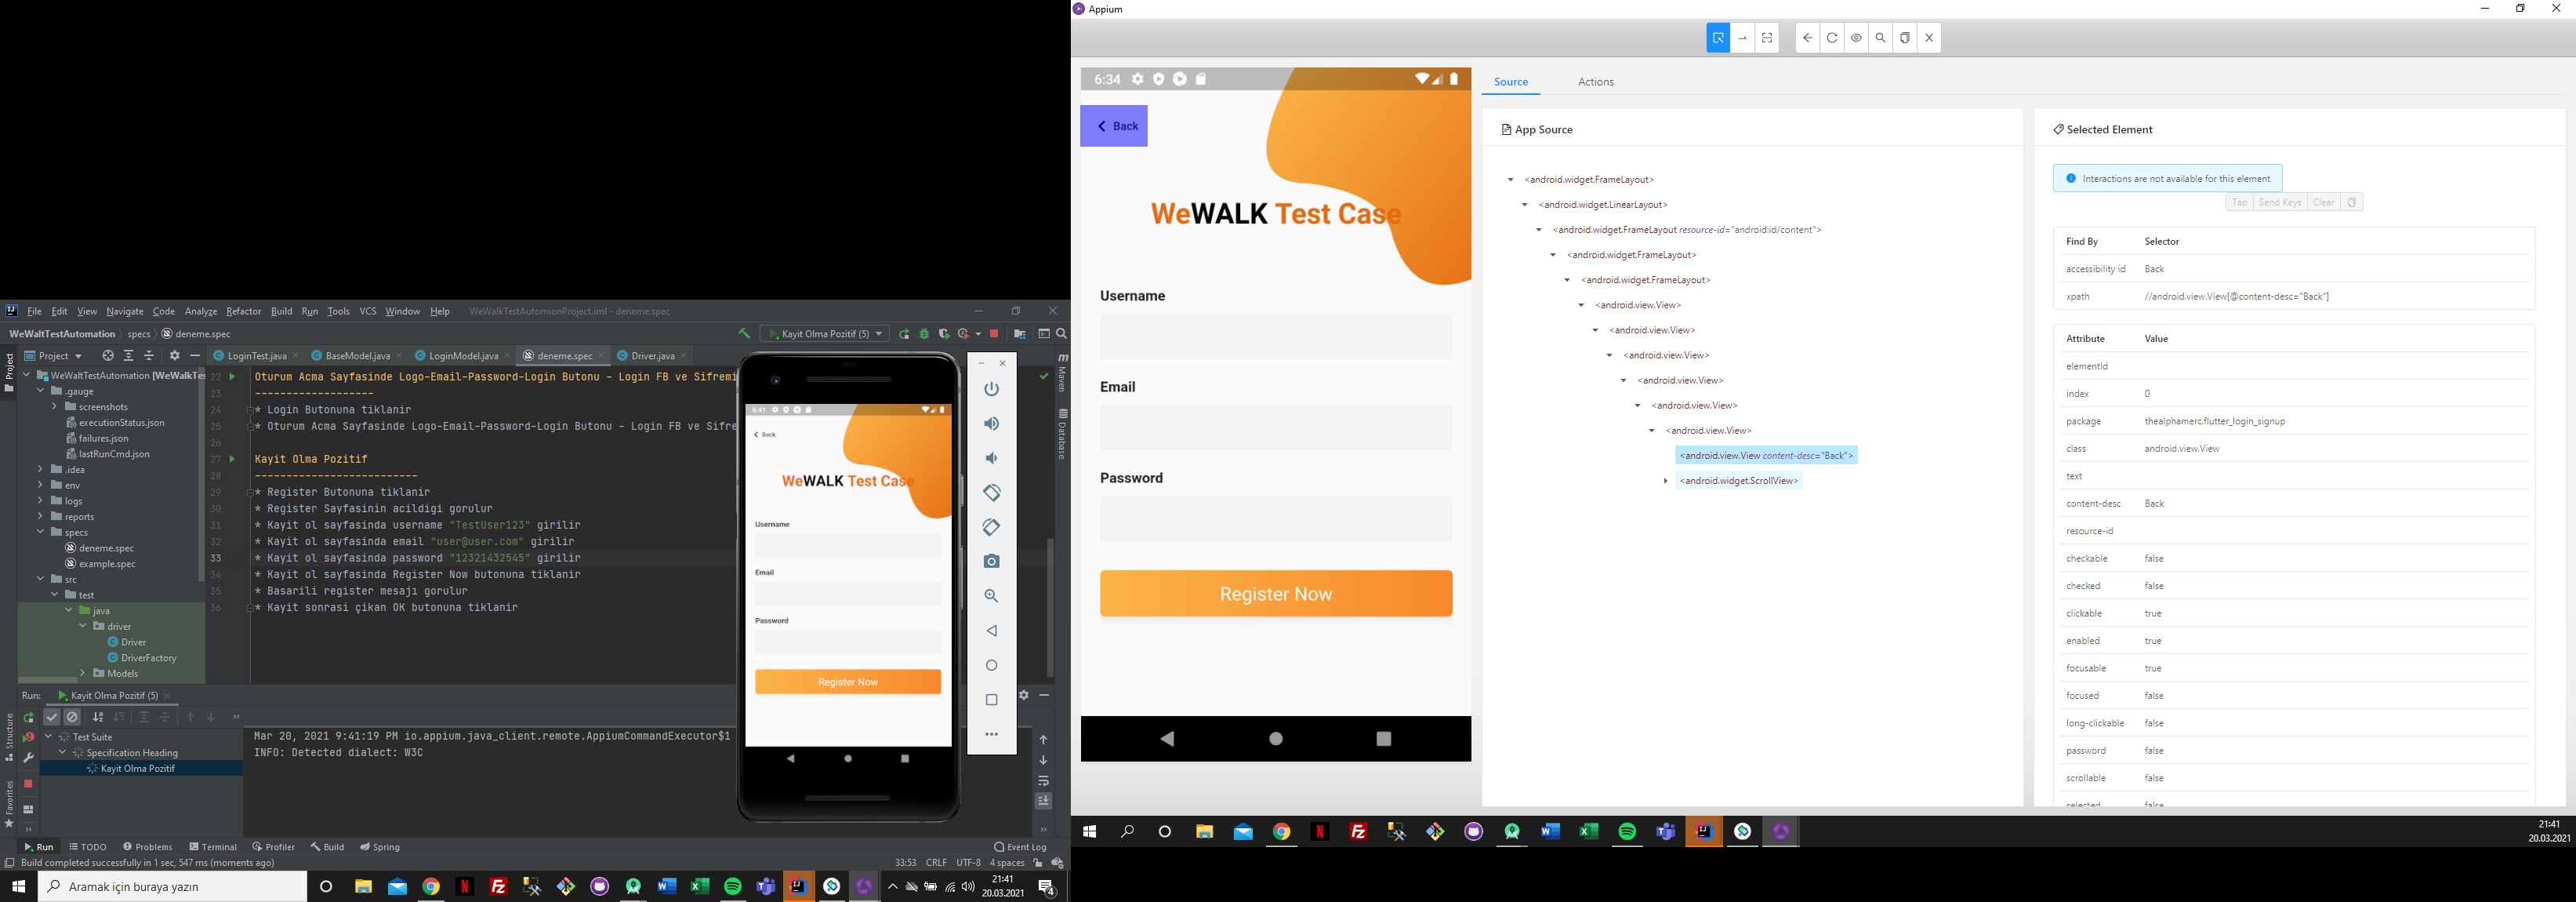 File Edit View Navigate Code Analyze Refactor Build Run Tools VCS Window Help WeWalkTestAutomionProject.iml - deneme.spec
WeWaltTestAutomation specs deneme.spec
Kayit Olma Pozitif (5)
Project
LoginTest.java BaseModel.java LoginModel.java deneme.spec Driver.java
Project
Structure
Favorites
Maven
Database
WeWaltTestAutomation [WeWalkTe
.gauge
screenshots
executionStatus.json
failures.json
lastRunCmd.json
.idea
env
logs
reports
specs
deneme.spec
example.spec
src
test
java
driver
Driver
DriverFactory
Models
22 Oturum Acma Sayfasinde Logo-Email-Password-Login Butonu - Login FB ve Sifremi
23 -------------------
24 * Login Butonuna tiklanir
25 * Oturum Acma Sayfasinde Logo-Email-Password-Login Butonu - Login FB ve Sifre
26
27 Kayit Olma Pozitif
28 --------------------------
29 * Register Butonuna tiklanir
30 * Register Sayfasinin acildigi gorulur
31 * Kayit ol sayfasinda username "TestUser123" girilir
32 * Kayit ol sayfasinda email "user@user.com" girilir
33 * Kayit ol sayfasinda password "12321432545" girilir
34 * Kayit ol sayfasinda Register Now butonuna tiklanir
35 * Basarili register mesajı gorulur
36 * Kayit sonrasi çikan OK butonuna tiklanir
Run: Kayit Olma Pozitif (5)
Test Suite
Specification Heading
Kayit Olma Pozitif
Mar 20, 2021 9:41:19 PM io.appium.java_client.remote.AppiumCommandExecutor$1
INFO: Detected dialect: W3C
Run TODO Problems Terminal Profiler Build Spring Event Log
Build completed successfully in 1 sec, 547 ms (moments ago) 33:53 CRLF UTF-8 4 spaces
Aramak için buraya yazın
21:41
20.03.2021
4
6:41
Back
WeWALK Test Case
Username
Email
Password
Register Now
Appium
6:34
Back
WeWALK Test Case
Username
Email
Password
Register Now
Source Actions
App Source
<android.widget.FrameLayout>
<android.widget.LinearLayout>
<android.widget.FrameLayout resource-id="android:id/content">
<android.widget.FrameLayout>
<android.widget.FrameLayout>
<android.view.View>
<android.view.View>
<android.view.View>
<android.view.View>
<android.view.View>
<android.view.View>
<android.view.View content-desc="Back">
<android.widget.ScrollView>
Selected Element
Interactions are not available for this element
Tap Send Keys Clear
Find By Selector
accessibility id Back
xpath //android.view.View[@content-desc="Back"]
Attribute Value
elementId
index 0
package thealphamerc.flutter_login_signup
class android.view.View
text
content-desc Back
resource-id
checkable false
checked false
clickable true
enabled true
focusable true
focused false
long-clickable false
password false
scrollable false
selected false
21:41
20.03.2021